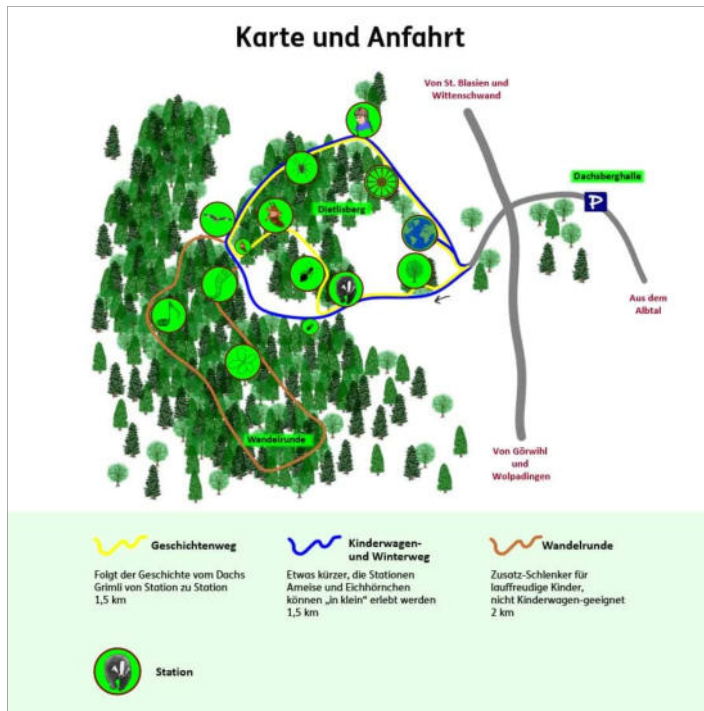 Karte und Anfahrt
Von St. Blasien und
Wittenschwand
Dachsberghalle
P
Dietlisberg
Aus dem
Albtal
Wandelrunde
Von Görwihl
und
Wolpadingen
Geschichtenweg
Folgt der Geschichte vom Dachs
Grimli von Station zu Station
1,5 km
Kinderwagen-
und Winterweg
Etwas kürzer, die Stationen
Ameise und Eichhörnchen
können „in klein“ erlebt werden
1,5 km
Wandelrunde
Zusatz-Schlenker für
lauffreudige Kinder,
nicht Kinderwagen-geeignet
2 km
Station